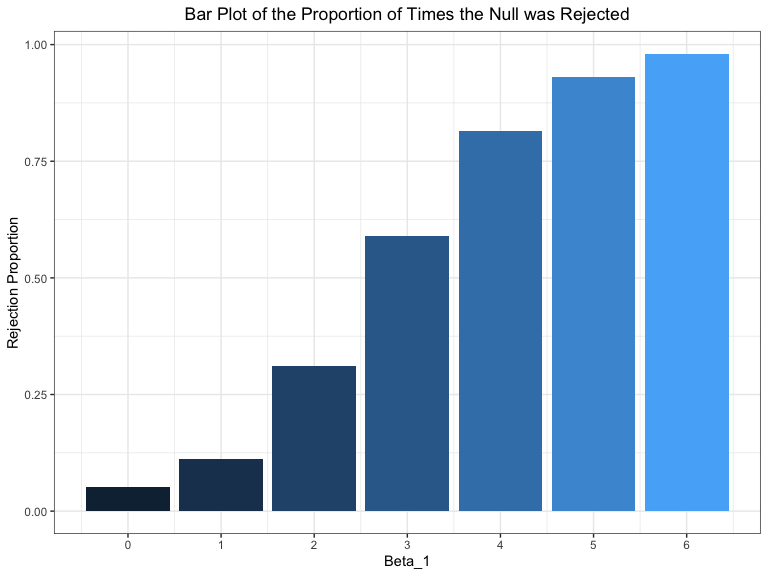 Bar Plot of the Proportion of Times the Null was Rejected
1.00
0.75
0.50
0.25
0.00
Rejection Proportion
0 1 2 3 4 5 6
Beta_1